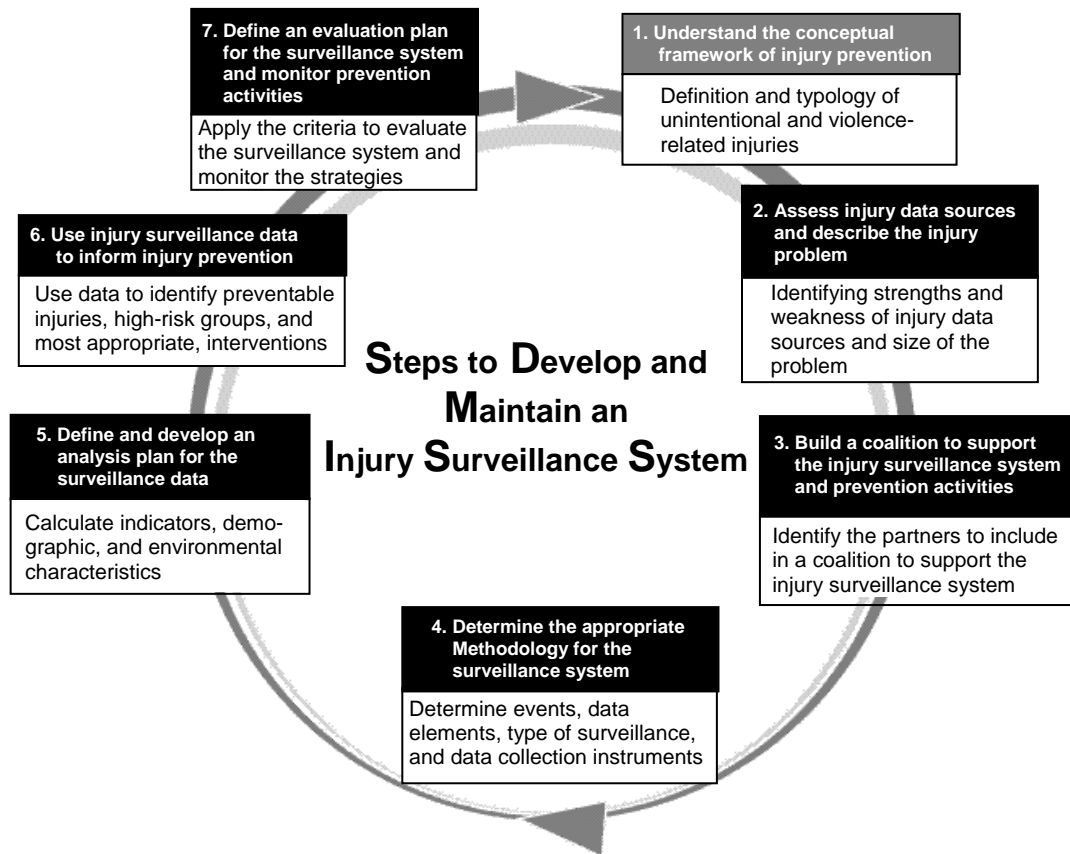 7. Define an evaluation plan
for the surveillance system
and monitor prevention
activities
Apply the criteria to evaluate
the surveillance system and
monitor the strategies
1. Understand the conceptual
framework of injury prevention
Definition and typology of
unintentional and violence-
related injuries
2. Assess injury data sources
and describe the injury
problem
Identifying strengths and
weakness of injury data
sources and size of the
problem
3. Build a coalition to support
the injury surveillance system
and prevention activities
Identify the partners to include
in a coalition to support the
injury surveillance system
4. Determine the appropriate
Methodology for the
surveillance system
Determine events, data
elements, type of surveillance,
and data collection instruments
5. Define and develop an
analysis plan for the
surveillance data
Calculate indicators, demo-
graphic, and environmental
characteristics
6. Use injury surveillance data
to inform injury prevention
Use data to identify preventable
injuries, high-risk groups, and
most appropriate, interventions
Steps to Develop and
Maintain an
Injury Surveillance System